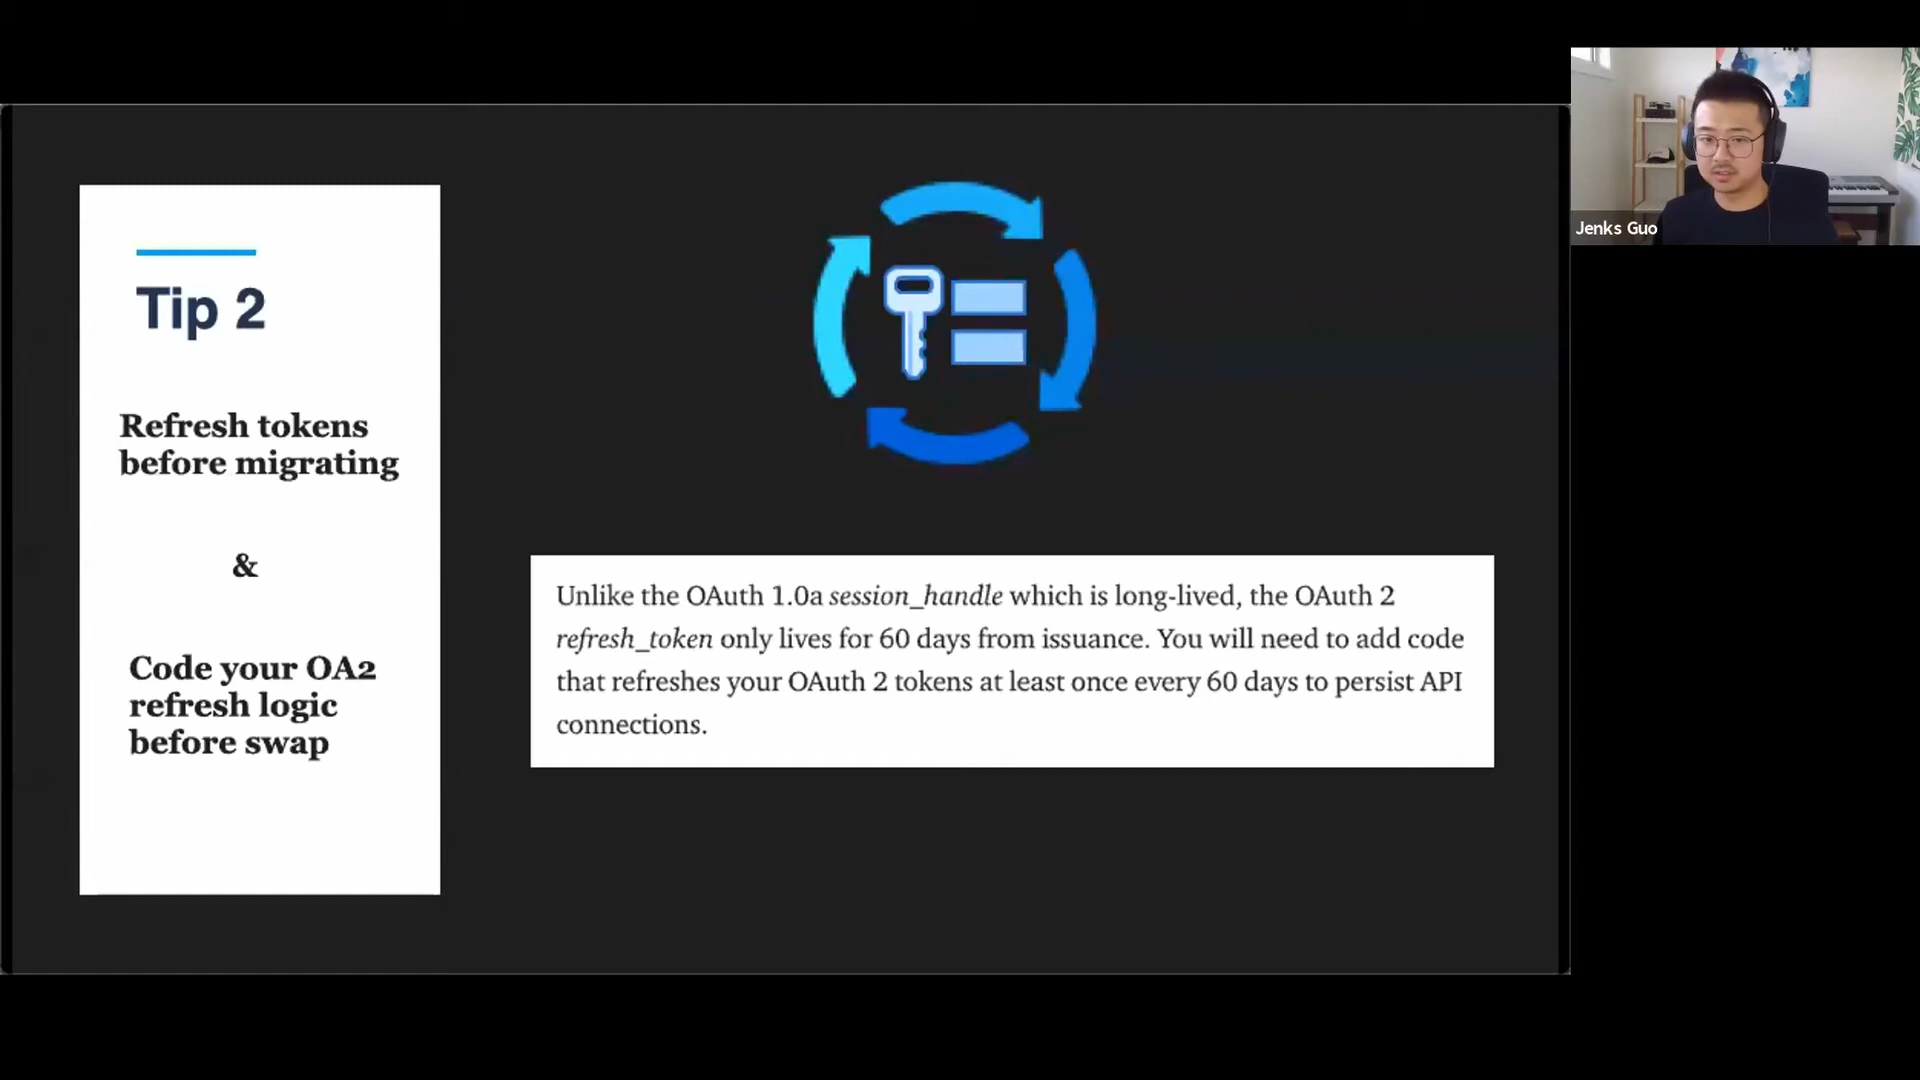 Tip 2
Refresh tokens
before migrating
&
Code your OA2
refresh logic
before swap
Unlike the OAuth 1.0a session_handle which is long-lived, the OAuth 2
refresh_token only lives for 60 days from issuance. You will need to add code
that refreshes your OAuth 2 tokens at least once every 60 days to persist API
connections.
Jenks Guo